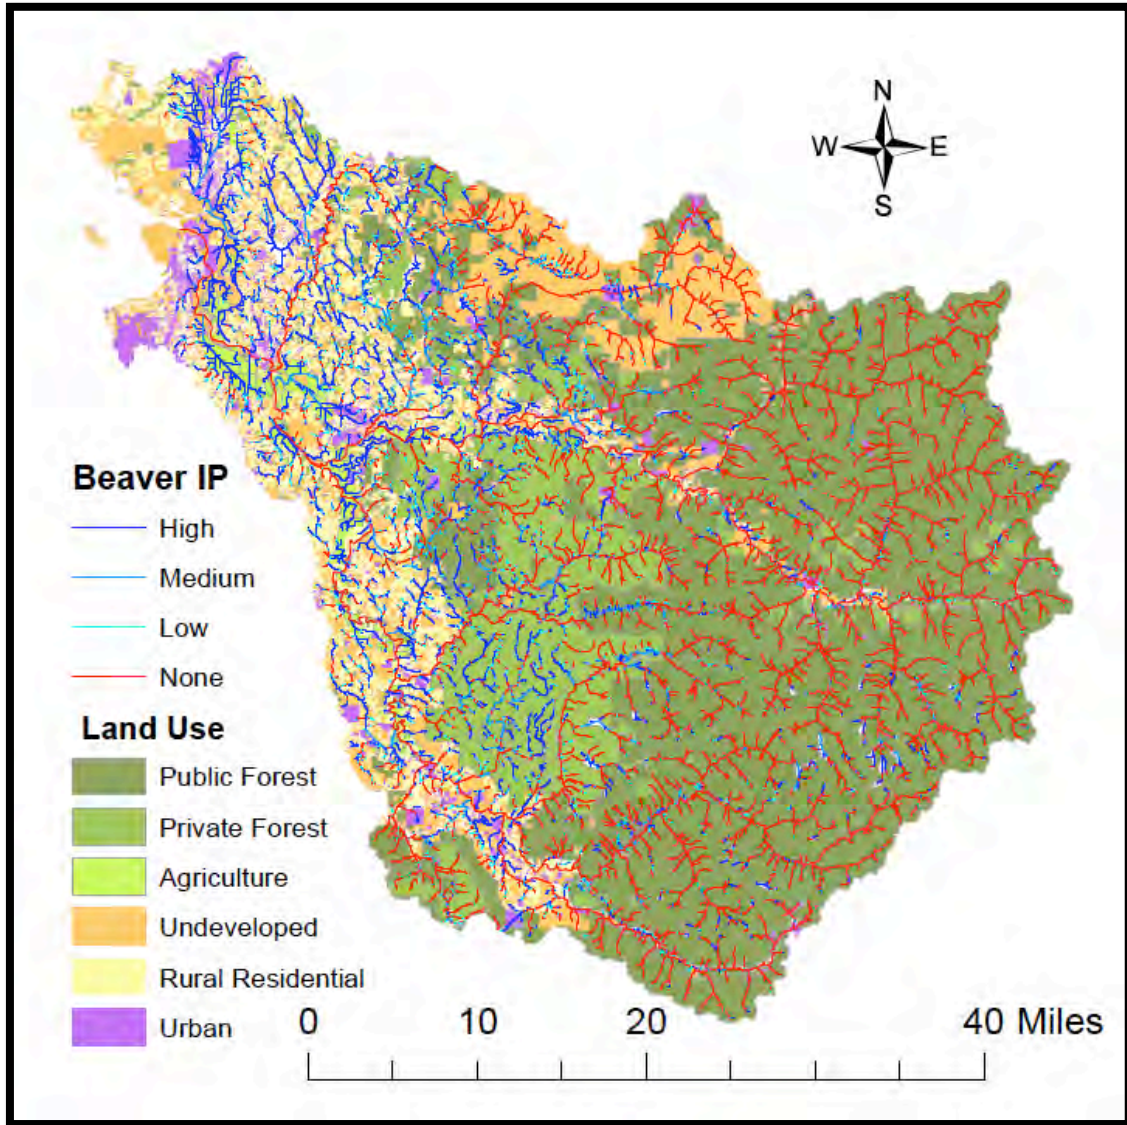 N
W E
S
Beaver IP
High
Medium
Low
None
Land Use
Public Forest
Private Forest
Agriculture
Undeveloped
Rural Residential
Urban
0 10 20 40 Miles